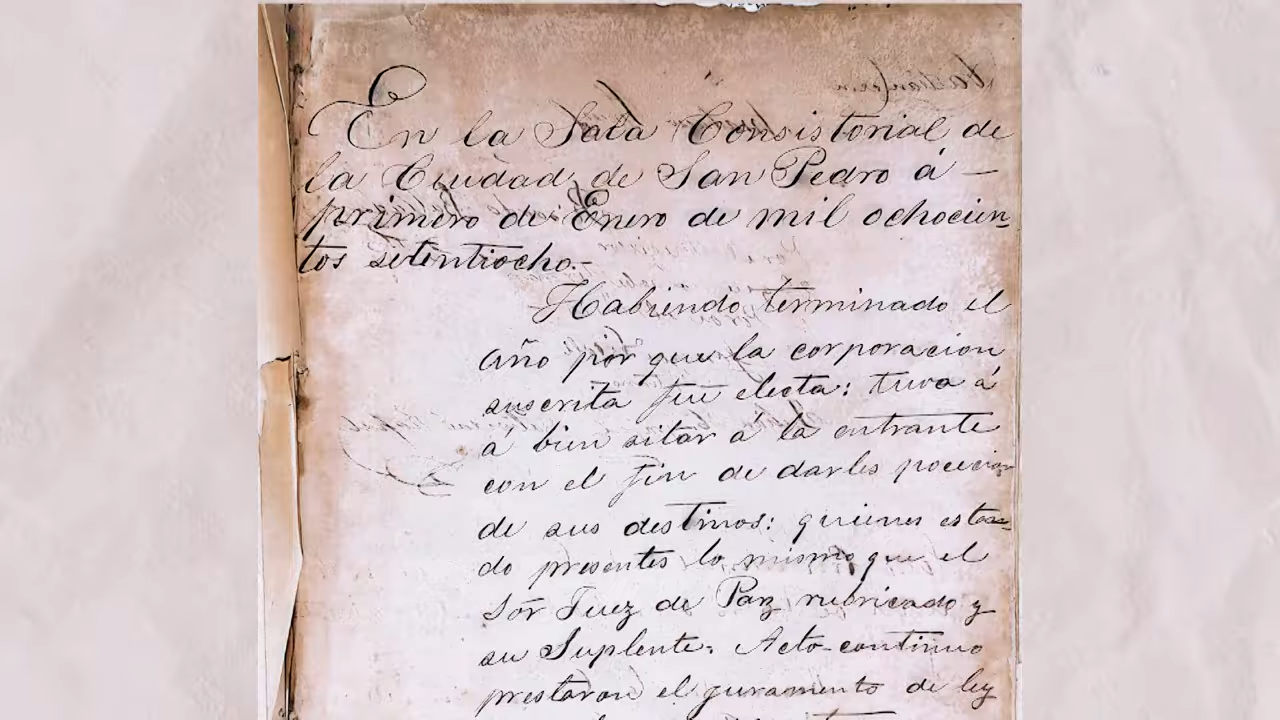 En la Sala Consistorial de
la Ciudad de San Pedro á –
primero de Enero de mil ochocien-
tos setentiocho.–
Habiendo terminado el
año por que la corporacion
suscrita fue electa: tuvo á
á bien sitar á la entrante
con el fin de darles pocecion
de sus destinos: quienes estan-
do presentes lo mismo que el
Sor Juez de Paz rubricado y
su Suplente. Acto continuo
prestaron el juramento de ley